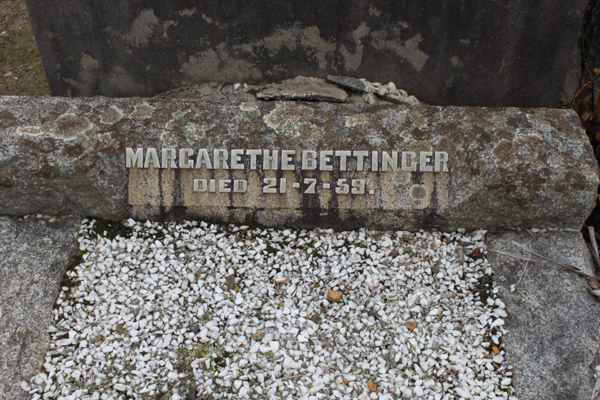 MARGARETHE BETTINGER
DIED 21-7-59.